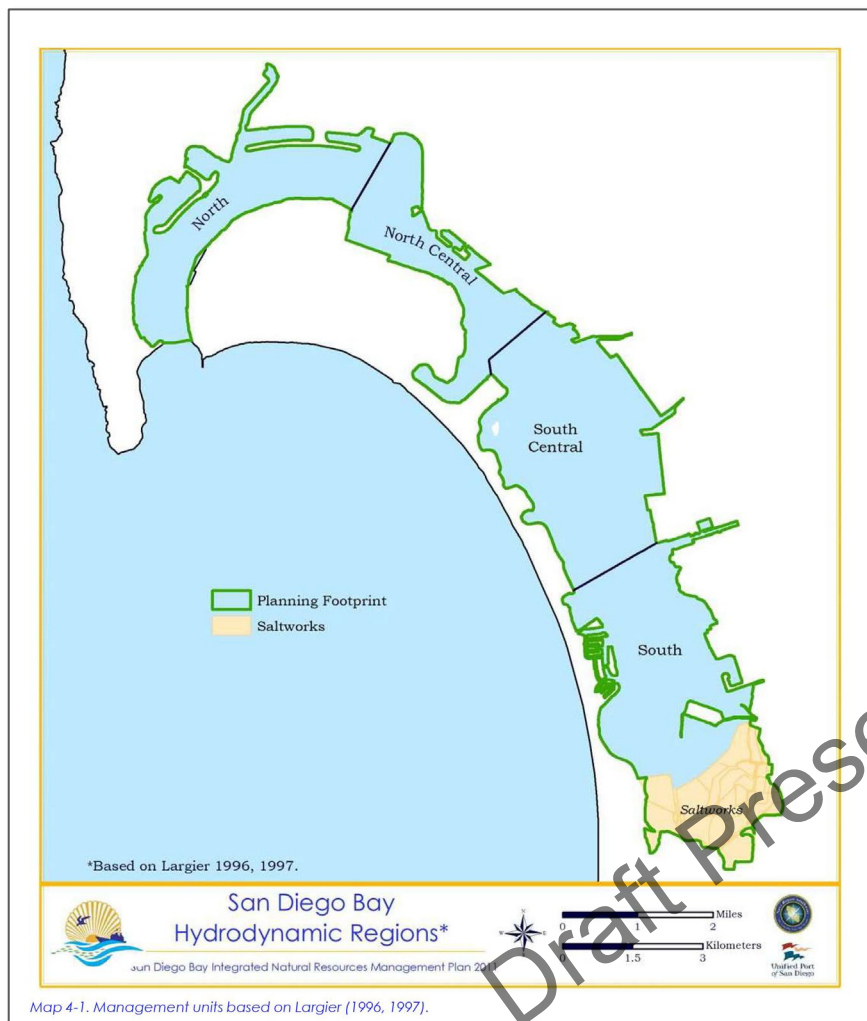 North
North Central
South
Central
South
Planning Footprint
Saltworks
Saltworks
*Based on Largier 1996, 1997.
San Diego Bay
Hydrodynamic Regions*
San Diego Bay Integrated Natural Resources Management Plan 2011
N
W
E
S
Miles
0
1
2
Kilometers
0
1.5
3
Unified Port
of San Diego
Draft
Map 4-1. Management units based on Largier (1996, 1997).